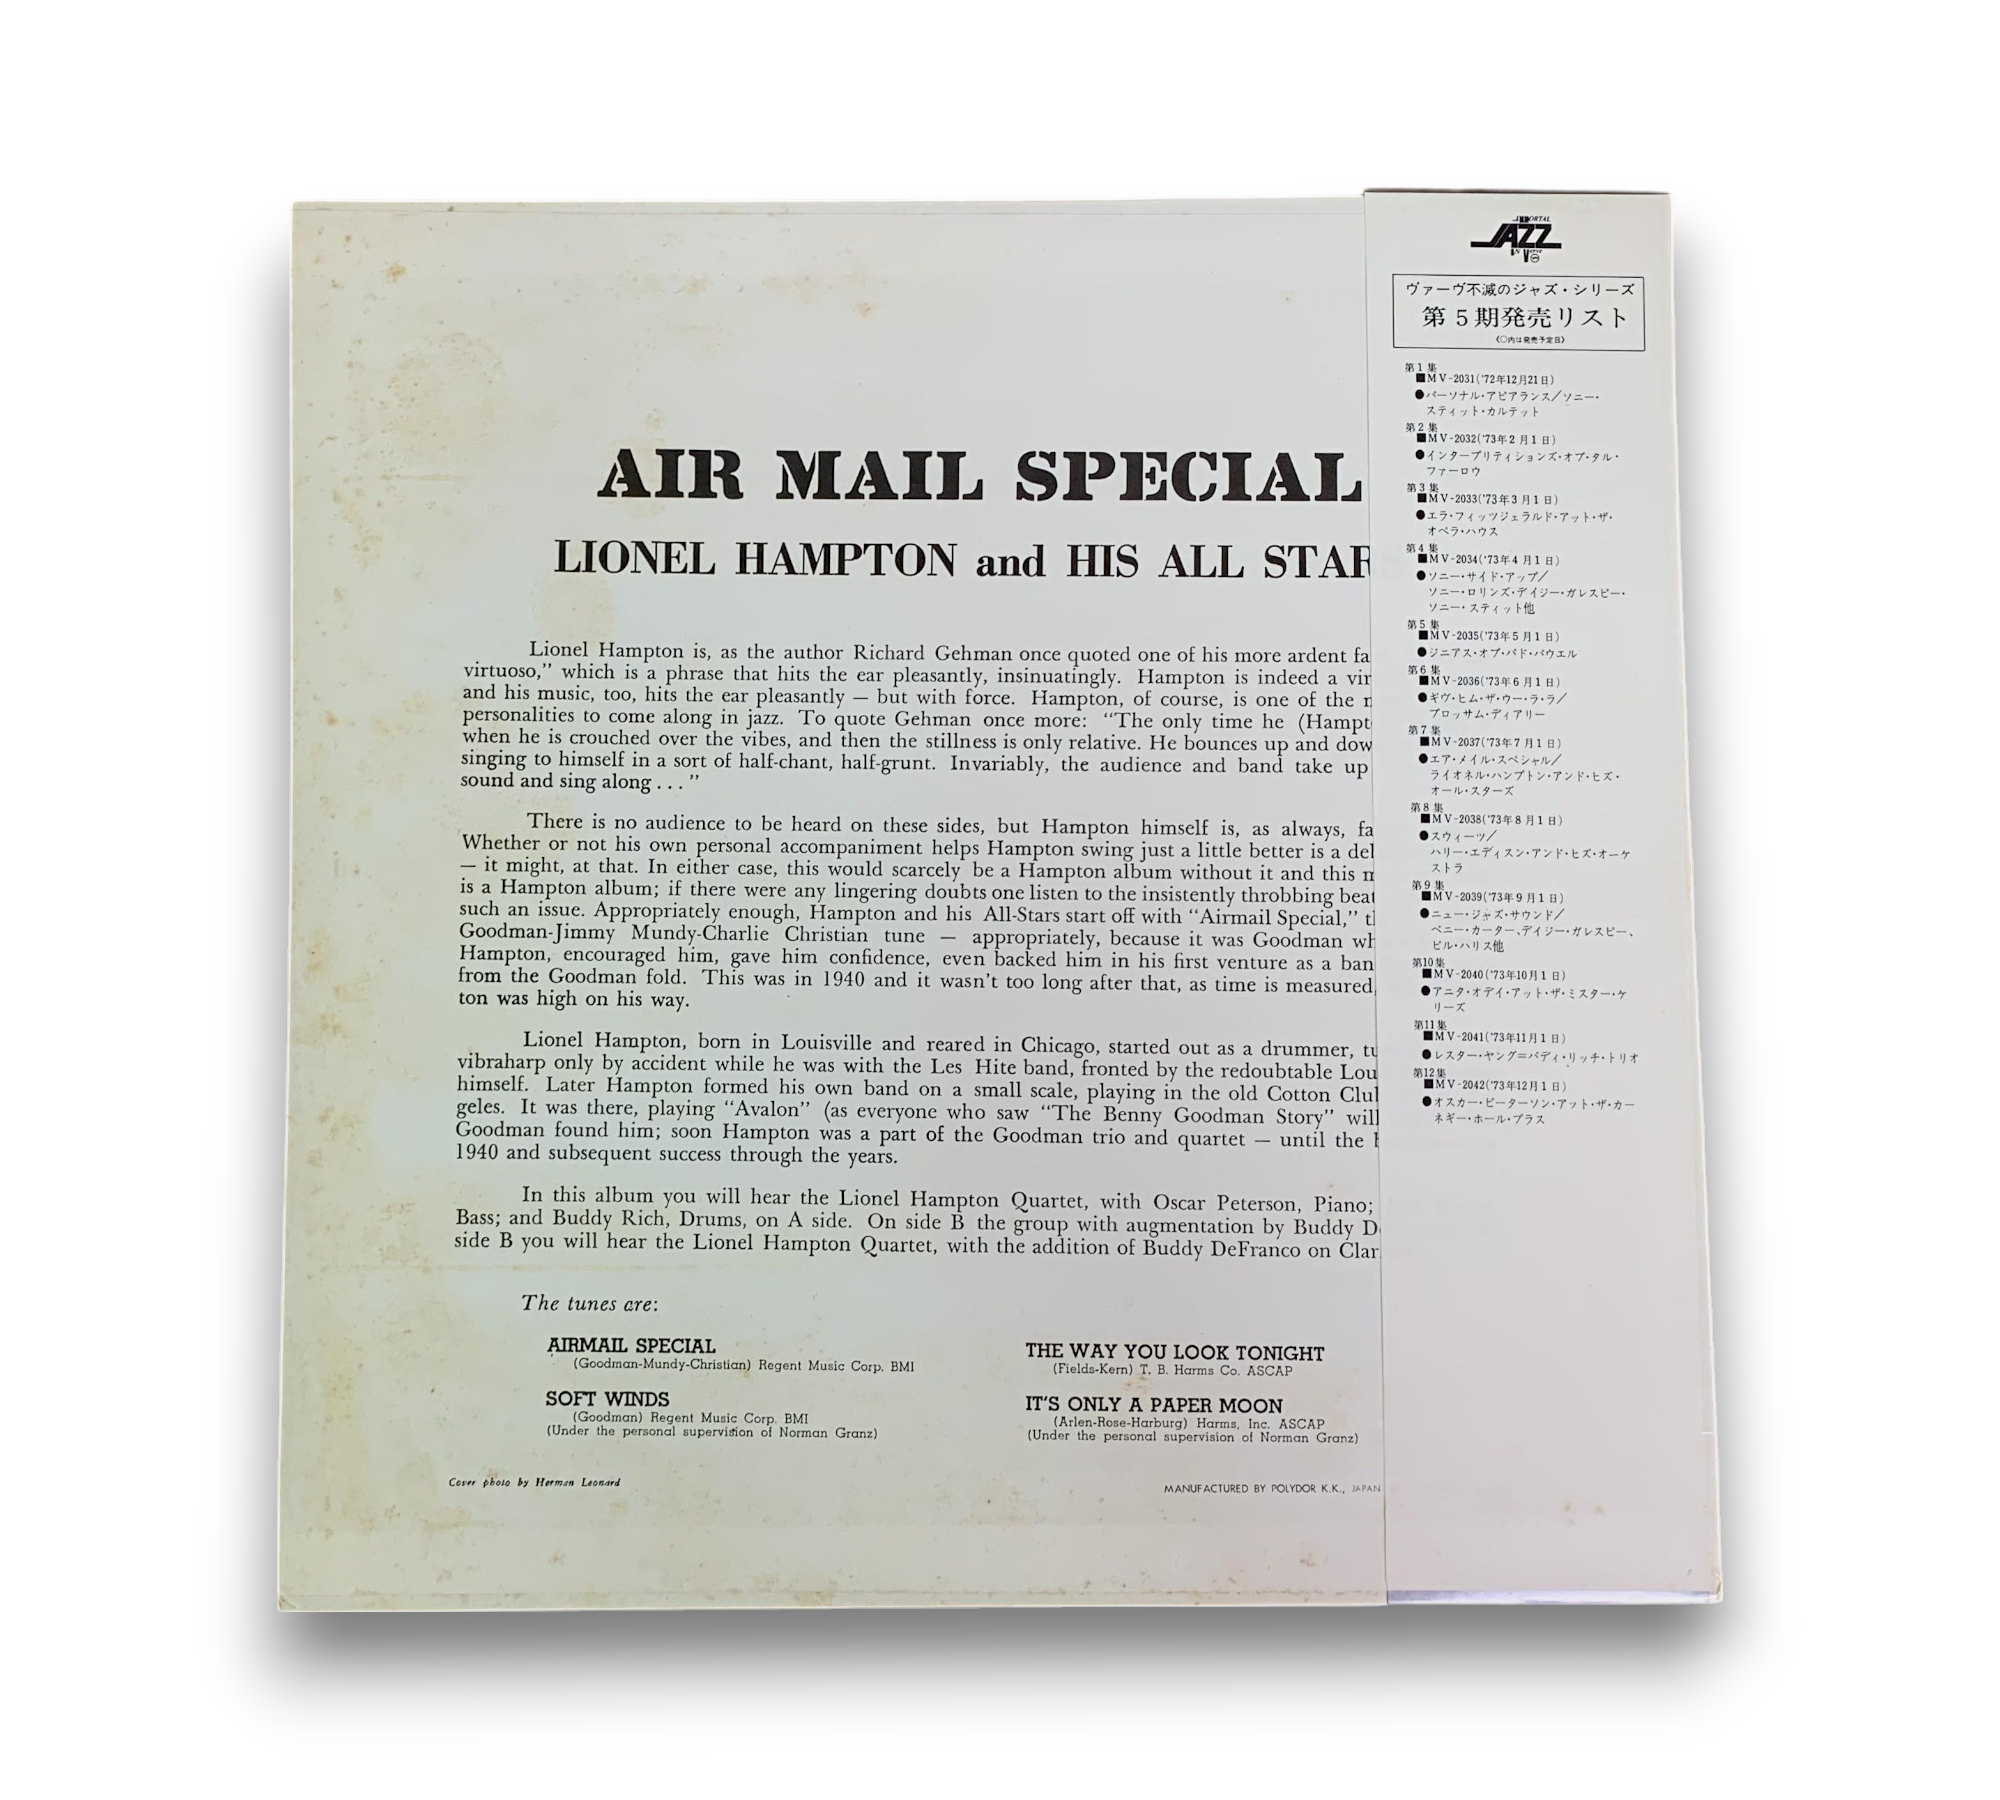 AIR MAIL SPECIAL
LIONEL HAMPTON and HIS ALL STAR
Lionel Hampton is, as the author Richard Gehman once quoted one of his more ardent fa
virtuoso,” which is a phrase that hits the ear pleasantly, insinuatingly. Hampton is indeed a vir
and his music, too, hits the ear pleasantly — but with force. Hampton, of course, is one of the
personalities to come along in jazz. To quote Gehman once more: “The only time he (Hampt
when he is crouched over the vibes, and then the stillness is only relative. He bounces up and dow
singing to himself in a sort of half-chant, half-grunt. Invariably, the audience and band take up
sound and sing along . . . ”
There is no audience to be heard on these sides, but Hampton himself is, as always, fa
Whether or not his own personal accompaniment helps Hampton swing just a little better is a de
— it might, at that. In either case, this would scarcely be a Hampton album without it and this
is a Hampton album; if there were any lingering doubts one listen to the insistently throbbing beat
such an issue. Appropriately enough, Hampton and his All-Stars start off with “Airmail Special,”
Goodman-Jimmy Mundy-Charlie Christian tune — appropriately, because it was Goodman wh
Hampton, encouraged him, gave him confidence, even backed him in his first venture as a ban
from the Goodman fold. This was in 1940 and it wasn’t too long after that, as time is measured,
ton was high on his way.
Lionel Hampton, born in Louisville and reared in Chicago, started out as a drummer, tu
vibraharp only by accident while he was with the Les Hite band, fronted by the redoubtable Lou
himself. Later Hampton formed his own band on a small scale, playing in the old Cotton Clu
geles. It was there, playing “Avalon” (as everyone who saw “The Benny Goodman Story” will
Goodman found him; soon Hampton was a part of the Goodman trio and quartet — until the
1940 and subsequent success through the years.
In this album you will hear the Lionel Hampton Quartet, with Oscar Peterson, Piano;
Bass; and Buddy Rich, Drums, on A side. On side B the group with augmentation by Buddy D
side B you will hear the Lionel Hampton Quartet, with the addition of Buddy DeFranco on Clar
The tunes are:
AIRMAIL SPECIAL
(Goodman-Mundy-Christian) Regent Music Corp. BMI
SOFT WINDS
(Goodman) Regent Music Corp. BMI
(Under the personal supervision of Norman Granz)
THE WAY YOU LOOK TONIGHT
(Fields-Kern) T. B. Harms Co. ASCAP
IT’S ONLY A PAPER MOON
(Arlen-Rose-Harburg) Harms, Inc. ASCAP
(Under the personal supervision of Norman Granz)
Cover photo by Herman Leonard
MANUFACTURED BY POLYDOR K.K., JAPAN
JAZZ
ヴァーヴ不滅のジャズ・シリーズ
第5期発売リスト
(〇内は発売予定日)
第1集
■MV-2031('72年12月21日)
●パーソナル・アピアランス／ソニー・
スティット・カルテット
第2集
■MV-2032('73年2月1日)
●インタープリティションズ・オブ・タル・
ファーロウ
第3集
■MV-2033('73年3月1日)
●エラ・フィッツジェラルド・アット・ザ・
オペラ・ハウス
第4集
■MV-2034('73年4月1日)
●ソニー・サイド・アップ／
ソニー・ロリンズ・デイジー・ガレスピー・
ソニー・スティット他
第5集
■MV-2035('73年5月1日)
●ジニアス・オブ・バド・パウエル
第6集
■MV-2036('73年6月1日)
●ギヴ・ヒム・ザ・ウー・ラ・ラ／
ブロッサム・ディアリー
第7集
■MV-2037('73年7月1日)
●エア・メイル・スペシャル／
ライオネル・ハンプトン・アンド・ヒズ・
オール・スターズ
第8集
■MV-2038('73年8月1日)
●スウィーツ／
ハリー・エディスン・アンド・ヒズ・オーケ
ストラ
第9集
■MV-2039('73年9月1日)
●ニュー・ジャズ・サウンド／
ベニー・カーター、デイジー・ガレスピー、
ビル・ハリス他
第10集
■MV-2040('73年10月1日)
●アニタ・オデイ・アット・ザ・ミスター・ケ
リーズ
第11集
■MV-2041('73年11月1日)
●レスター・ヤング＝バディ・リッチ・トリオ
第12集
■MV-2042('73年12月1日)
●オスカー・ピーターソン・アット・ザ・カー
ネギー・ホール・プラス